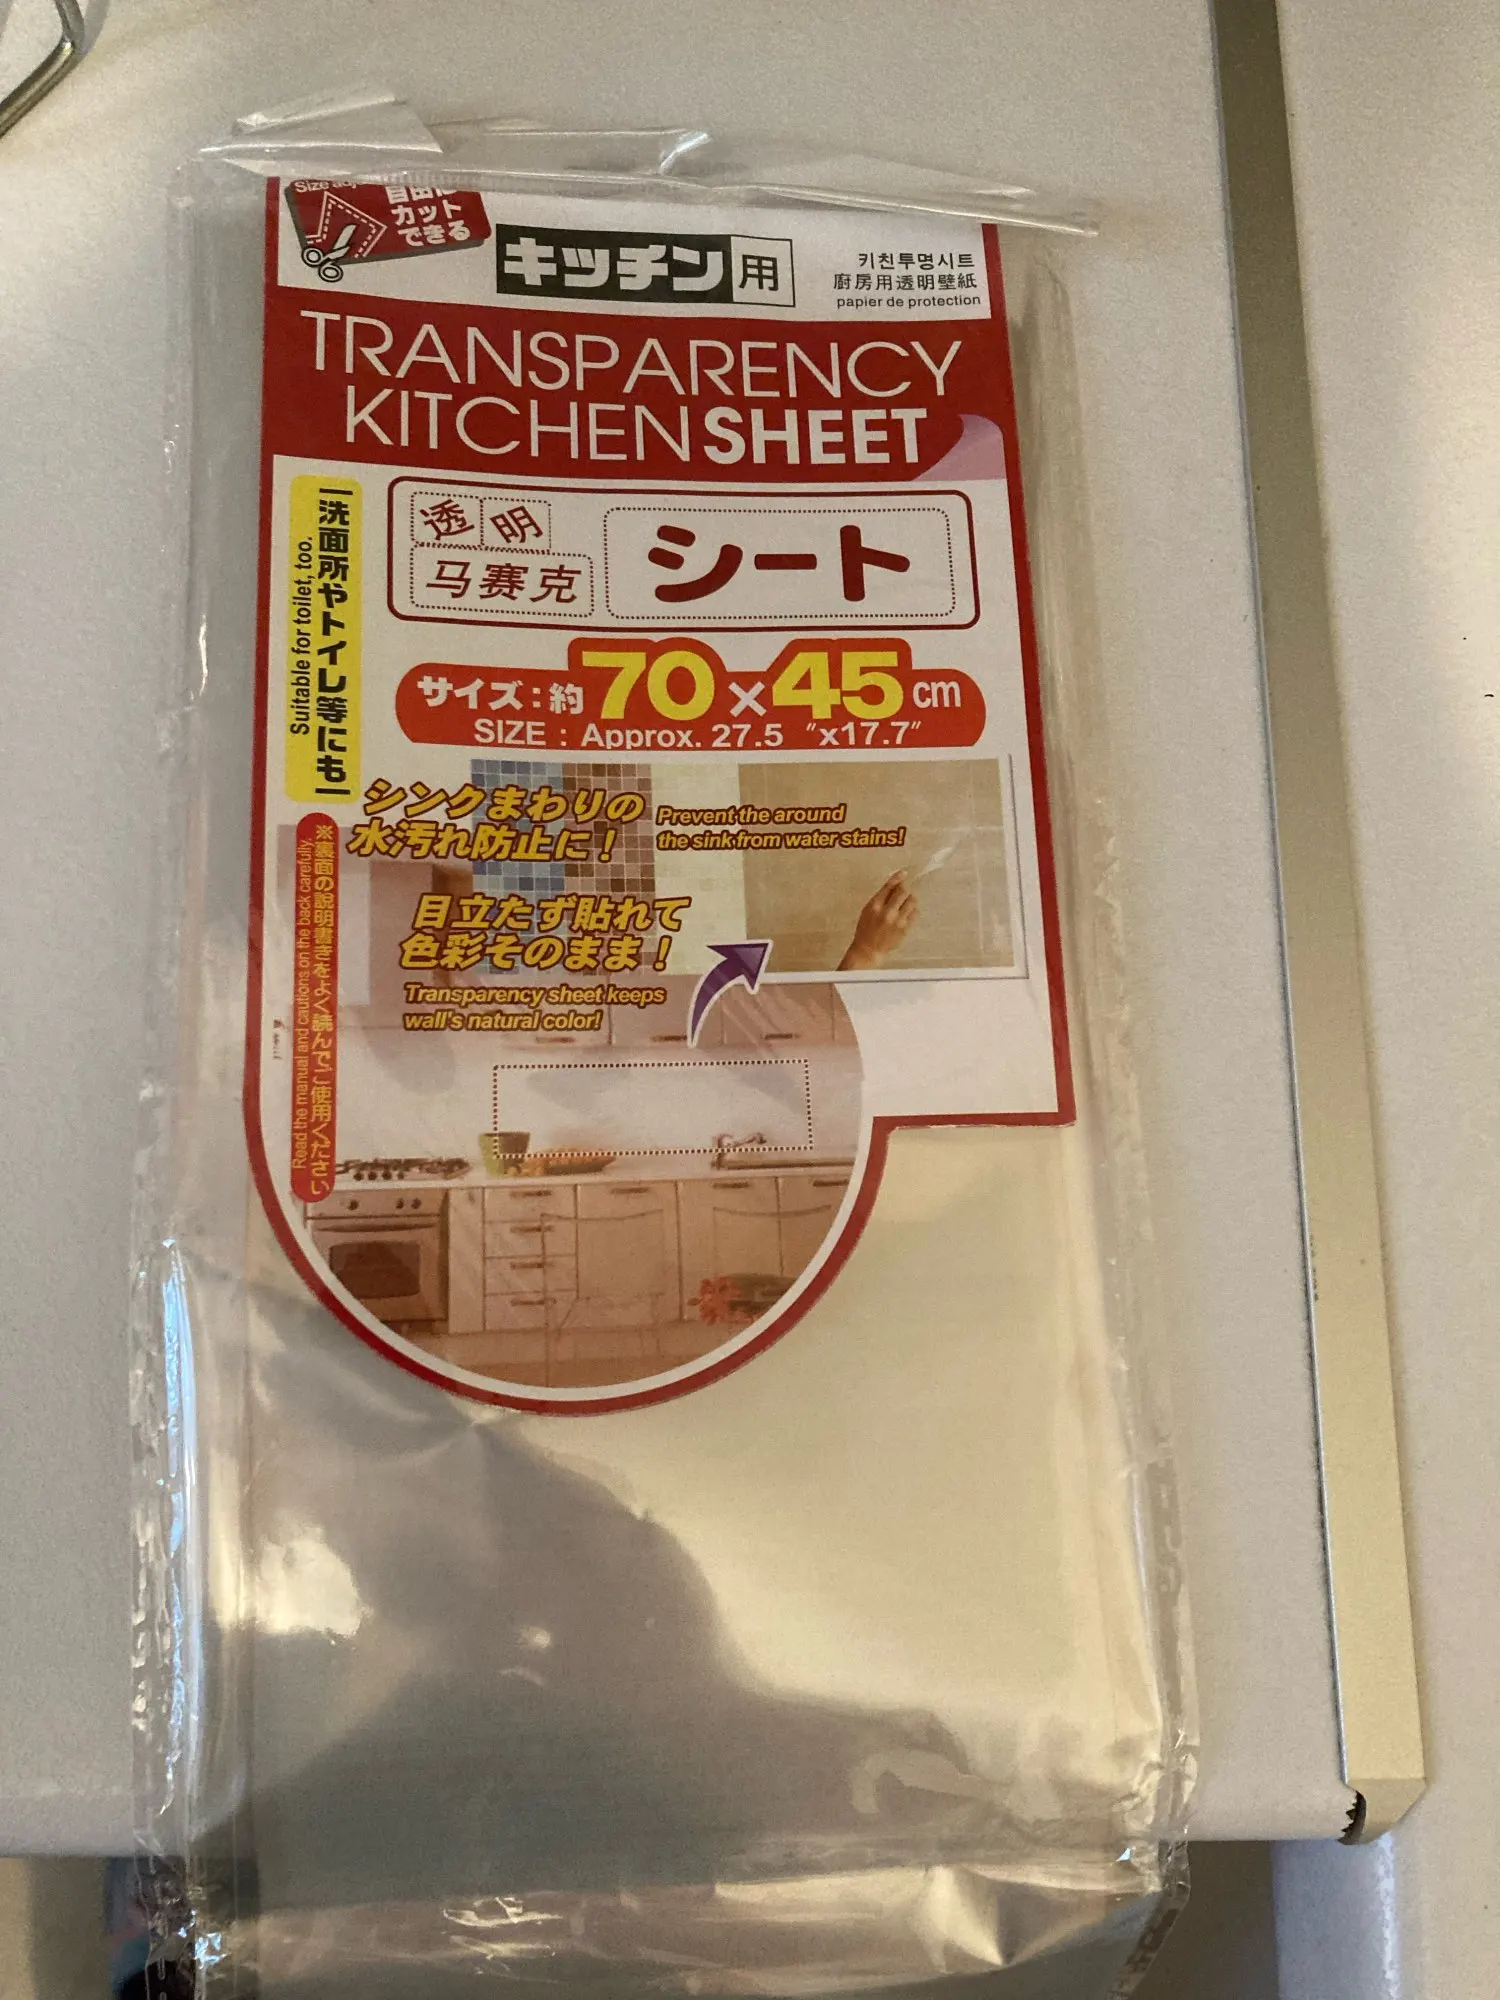 Size adj
自由に
カット
できる
キッチン用
키친투명시트
廚房用透明壁紙
papier de protection
TRANSPARENCY
KITCHEN SHEET
洗面所やトイレ等にも
Suitable for toilet, too.
透明
马赛克
シート
サイズ:約70×45cm
SIZE : Approx. 27.5 ″x17.7″
シンクまわりの
水汚れ防止に!
Prevent the around
the sink from water stains!
目立たず貼れて
色彩そのまま!
Transparency sheet keeps
wall's natural color!
※裏面の説明書きをよく読んでご使用ください
Read the manual and cautions on the back carefully.